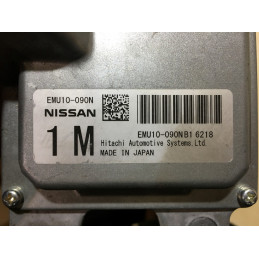 EMU10-090N
NISSAN
1 M
EMU10-090NB1 6218
Hitachi Automotive Systems,Ltd.
MADE IN JAPAN